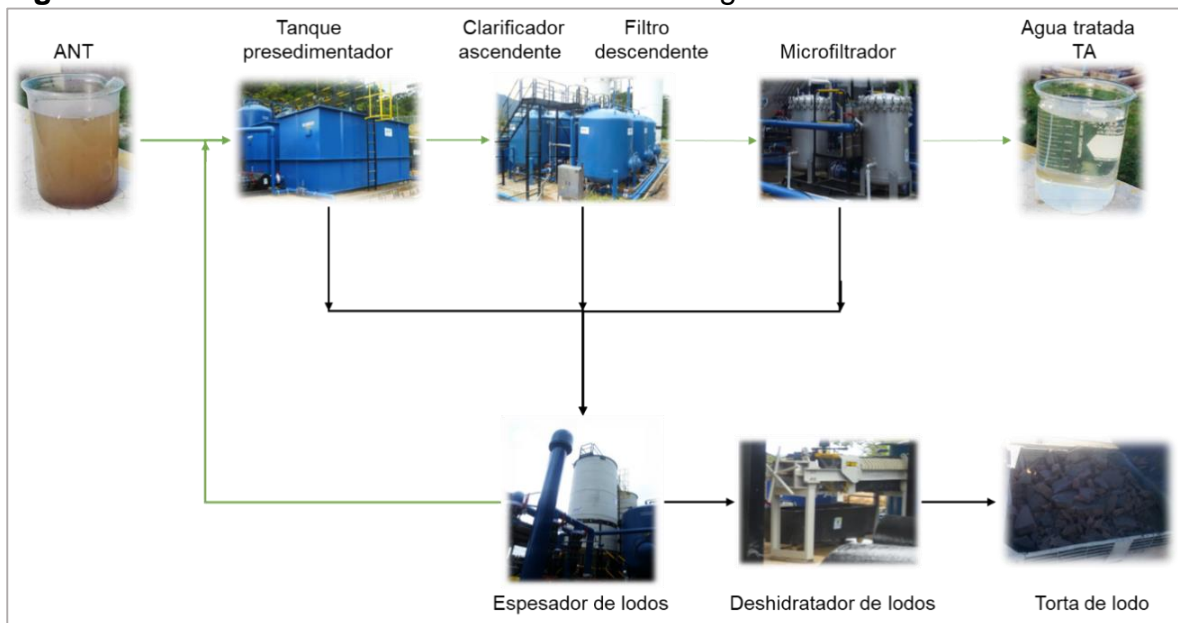 ANT
Tanque
presedimentador
Clarificador
ascendente
Filtro
descendente
Microfiltrador
Agua tratada
TA
Espesador de lodos
Deshidratador de lodos
Torta de lodo